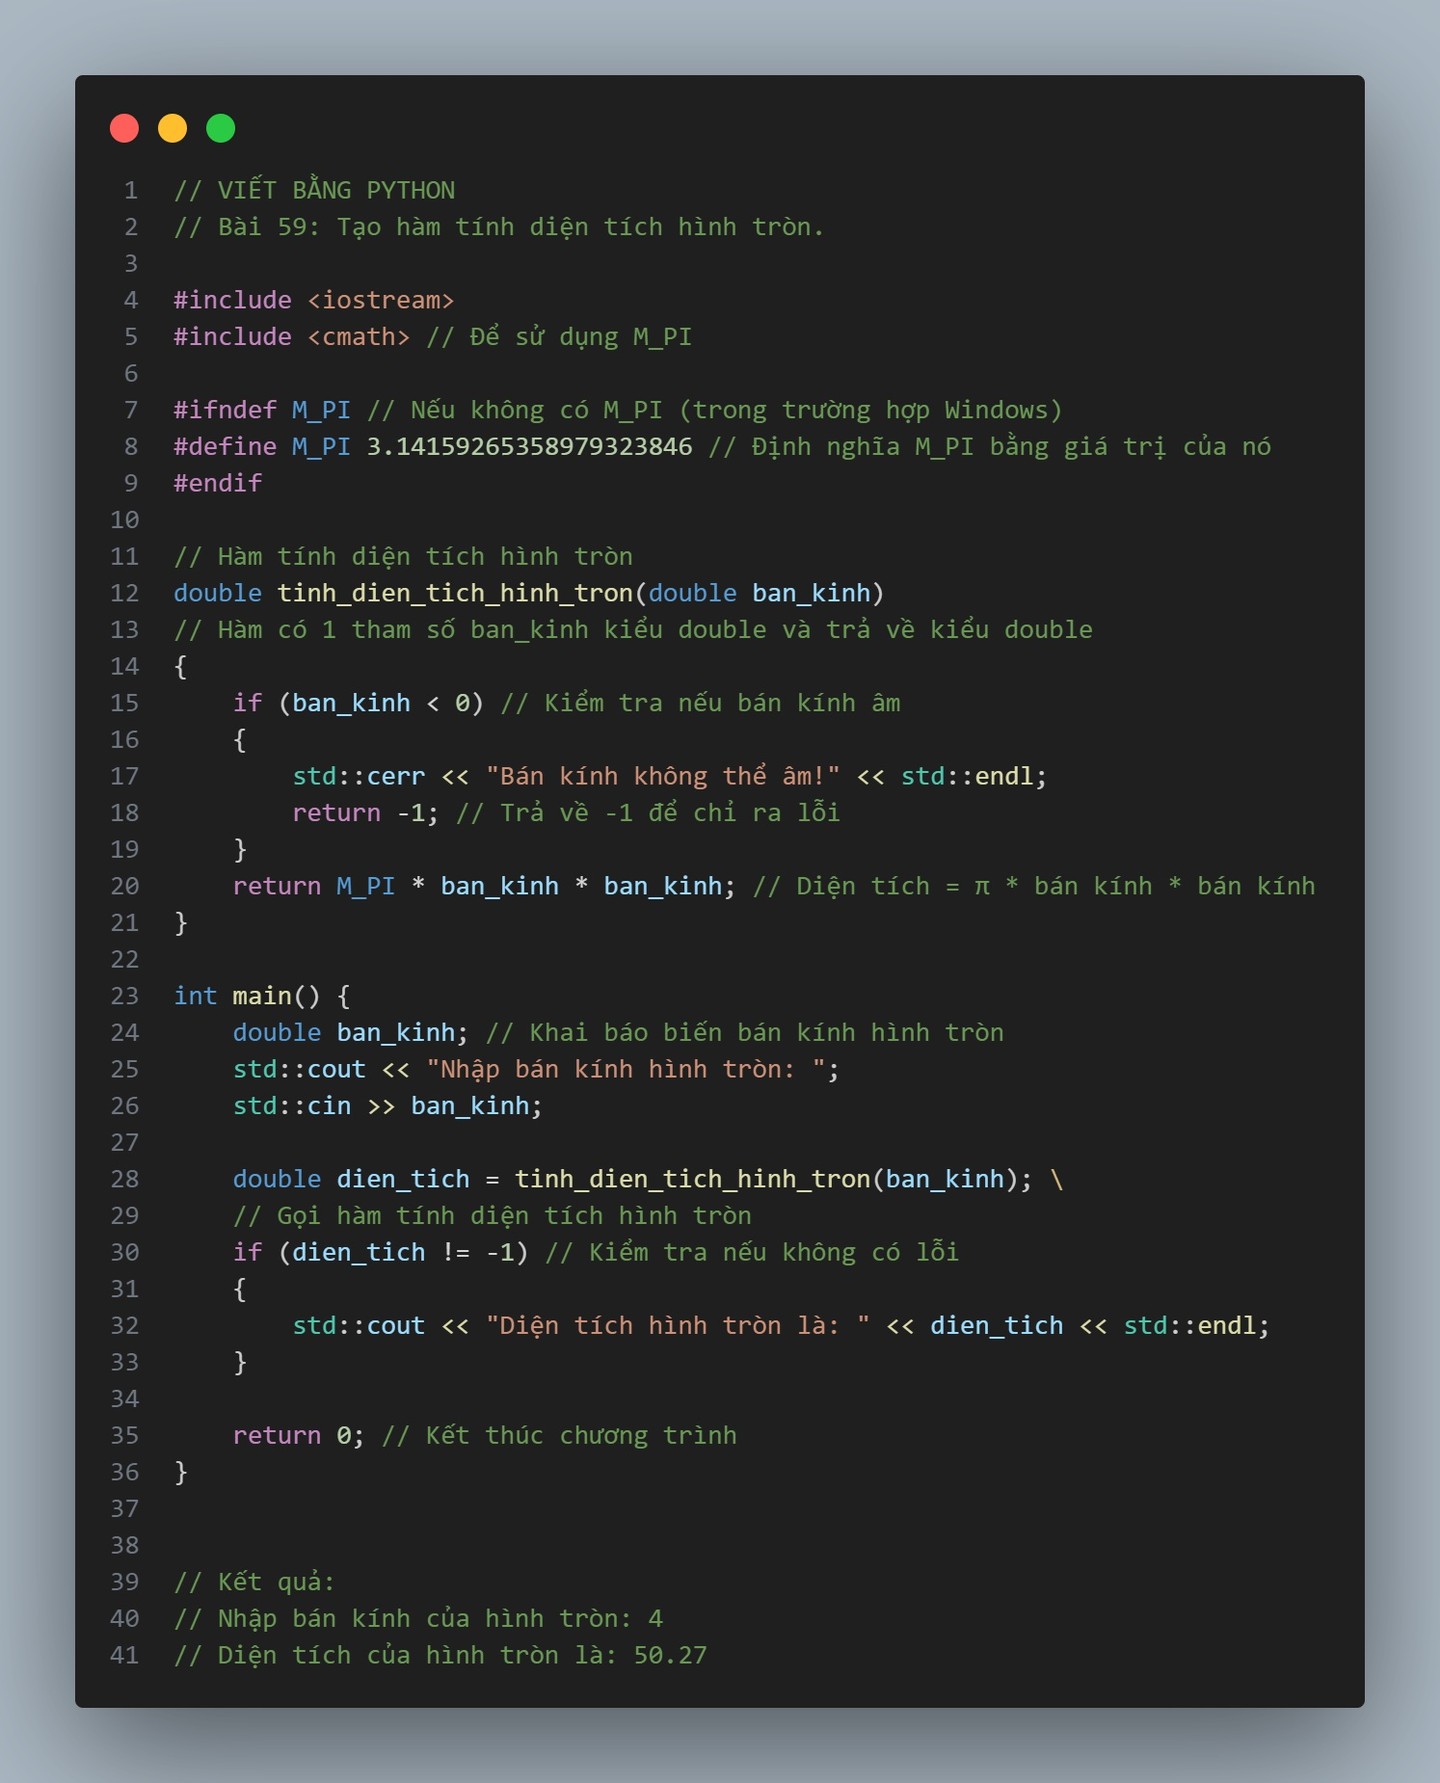 1 // VIẾT BẰNG PYTHON
2 // Bài 59: Tạo hàm tính diện tích hình tròn.
3
4 #include <iostream>
5 #include <cmath> // Để sử dụng M_PI
6
7 #ifndef M_PI // Nếu không có M_PI (trong trường hợp Windows)
8 #define M_PI 3.14159265358979323846 // Định nghĩa M_PI bằng giá trị của nó
9 #endif
10
11 // Hàm tính diện tích hình tròn
12 double tinh_dien_tich_hinh_tron(double ban_kinh)
13 // Hàm có 1 tham số ban_kinh kiểu double và trả về kiểu double
14 {
15     if (ban_kinh < 0) // Kiểm tra nếu bán kính âm
16     {
17         std::cerr << "Bán kính không thể âm!" << std::endl;
18         return -1; // Trả về -1 để chỉ ra lỗi
19     }
20     return M_PI * ban_kinh * ban_kinh; // Diện tích = π * bán kính * bán kính
21 }
22
23 int main() {
24     double ban_kinh; // Khai báo biến bán kính hình tròn
25     std::cout << "Nhập bán kính hình tròn: ";
26     std::cin >> ban_kinh;
27
28     double dien_tich = tinh_dien_tich_hinh_tron(ban_kinh); \
29     // Gọi hàm tính diện tích hình tròn
30     if (dien_tich != -1) // Kiểm tra nếu không có lỗi
31     {
32         std::cout << "Diện tích hình tròn là: " << dien_tich << std::endl;
33     }
34
35     return 0; // Kết thúc chương trình
36 }
37
38
39 // Kết quả:
40 // Nhập bán kính của hình tròn: 4
41 // Diện tích của hình tròn là: 50.27